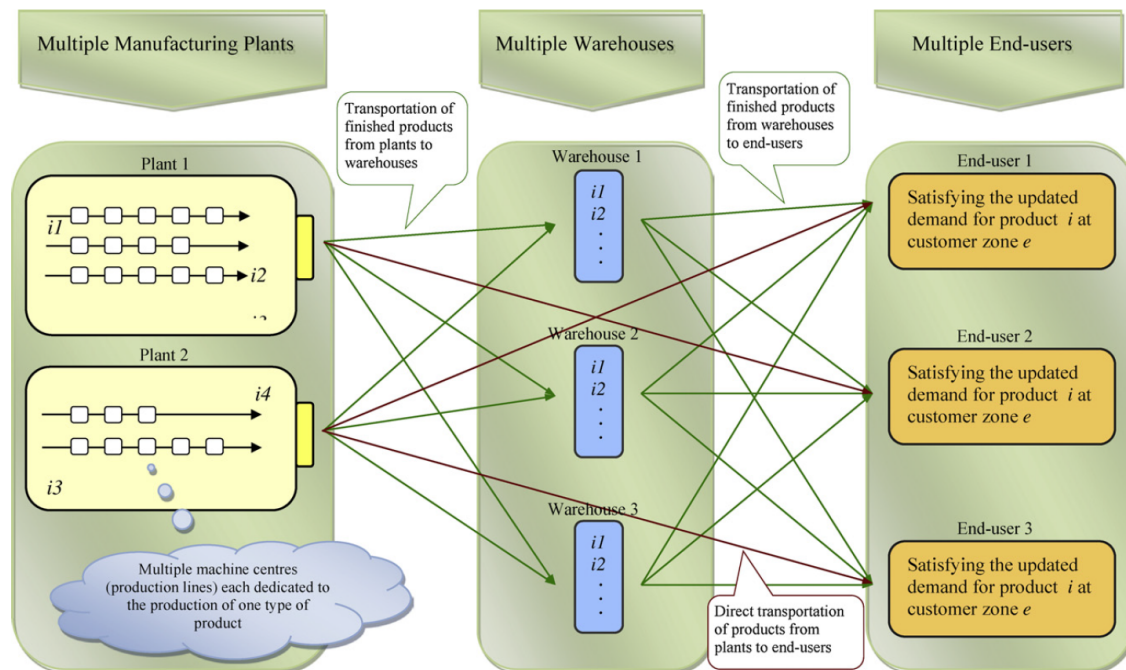 Multiple Manufacturing Plants
Multiple Warehouses
Multiple End-users
Transportation of
finished products
from plants to
warehouses
Transportation of
finished products
from warehouses
to end-users
Plant 1
i1
i2
Plant 2
i4
i3
Multiple machine centres
(production lines) each dedicated to
the production of one type of
product
Warehouse 1
i1
i2
Warehouse 2
i1
i2
Warehouse 3
i1
i2
Direct transportation
of products from
plants to end-users
End-user 1
Satisfying the updated
demand for product i at
customer zone e
End-user 2
Satisfying the updated
demand for product i at
customer zone e
End-user 3
Satisfying the updated
demand for product i at
customer zone e